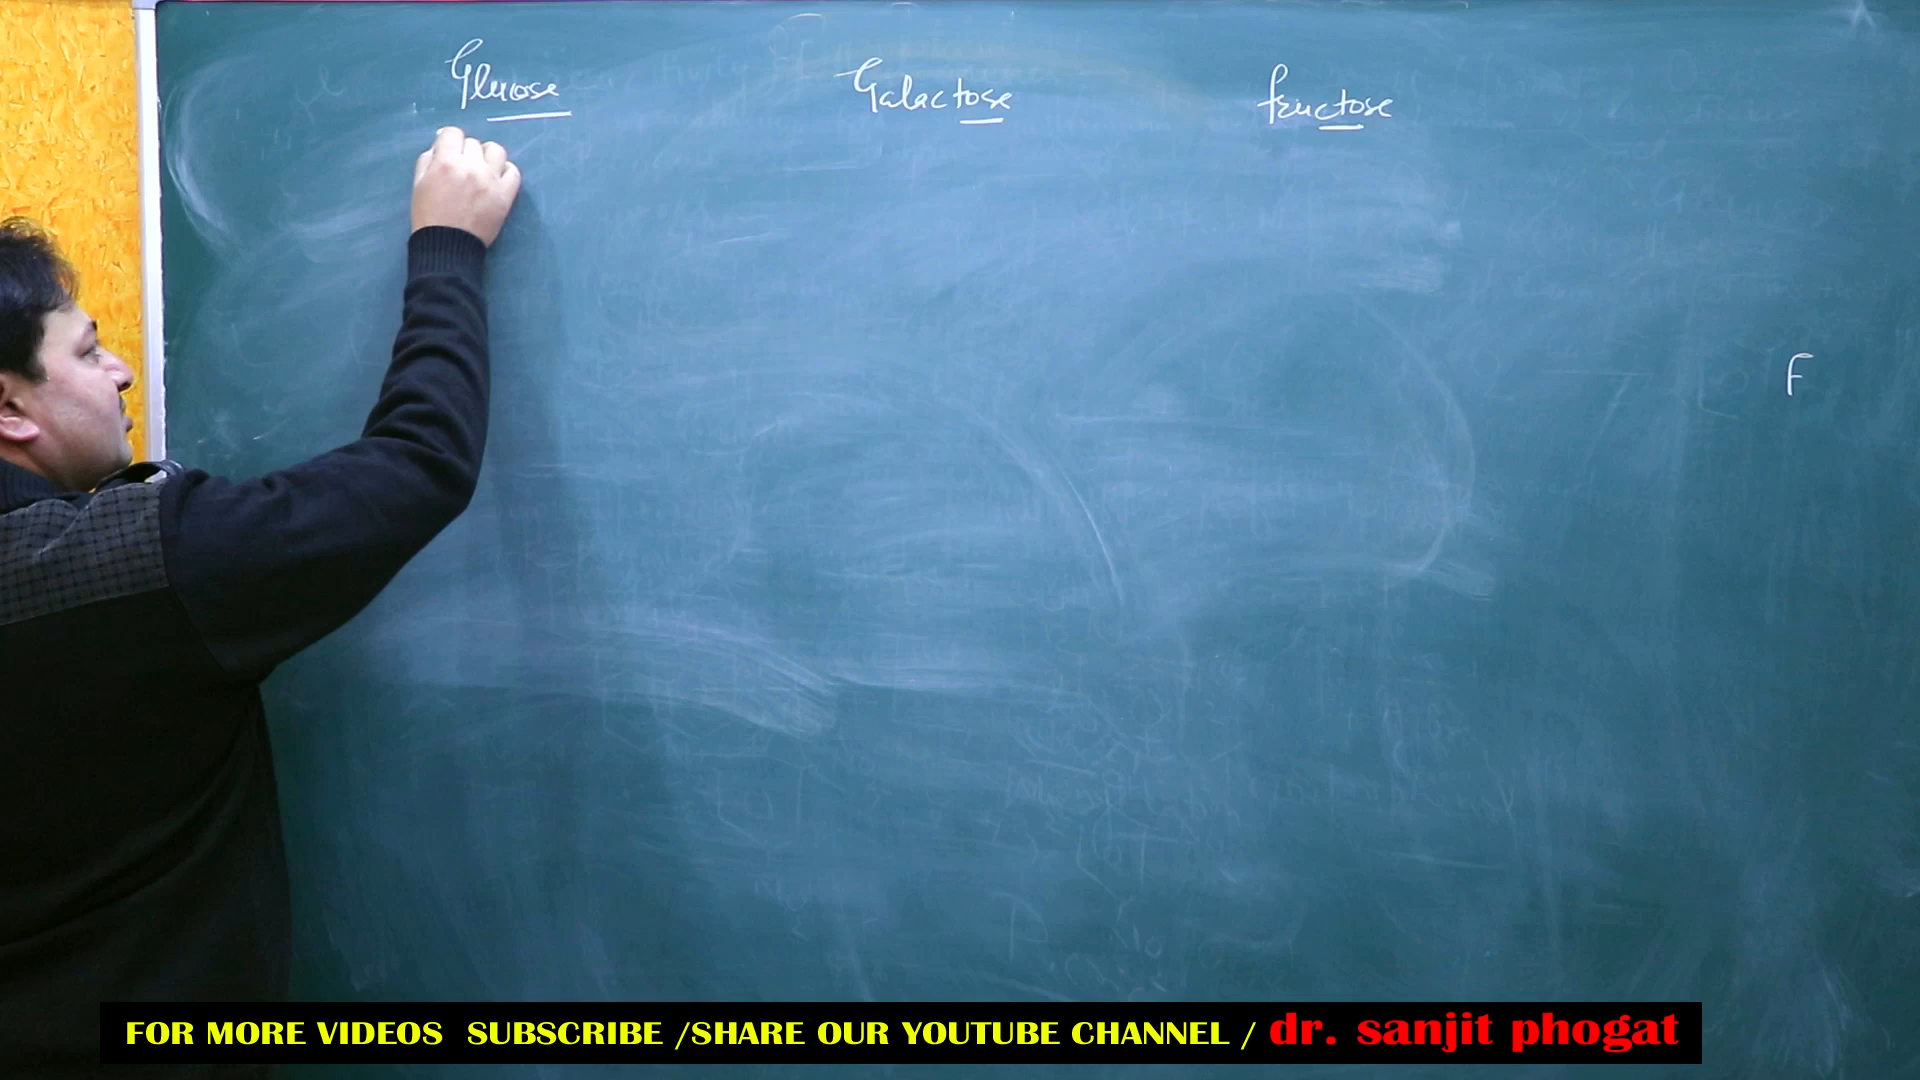 Glucose Galactose fructose
F
FOR MORE VIDEOS SUBSCRIBE /SHARE OUR YOUTUBE CHANNEL / dr. sanjit phogat